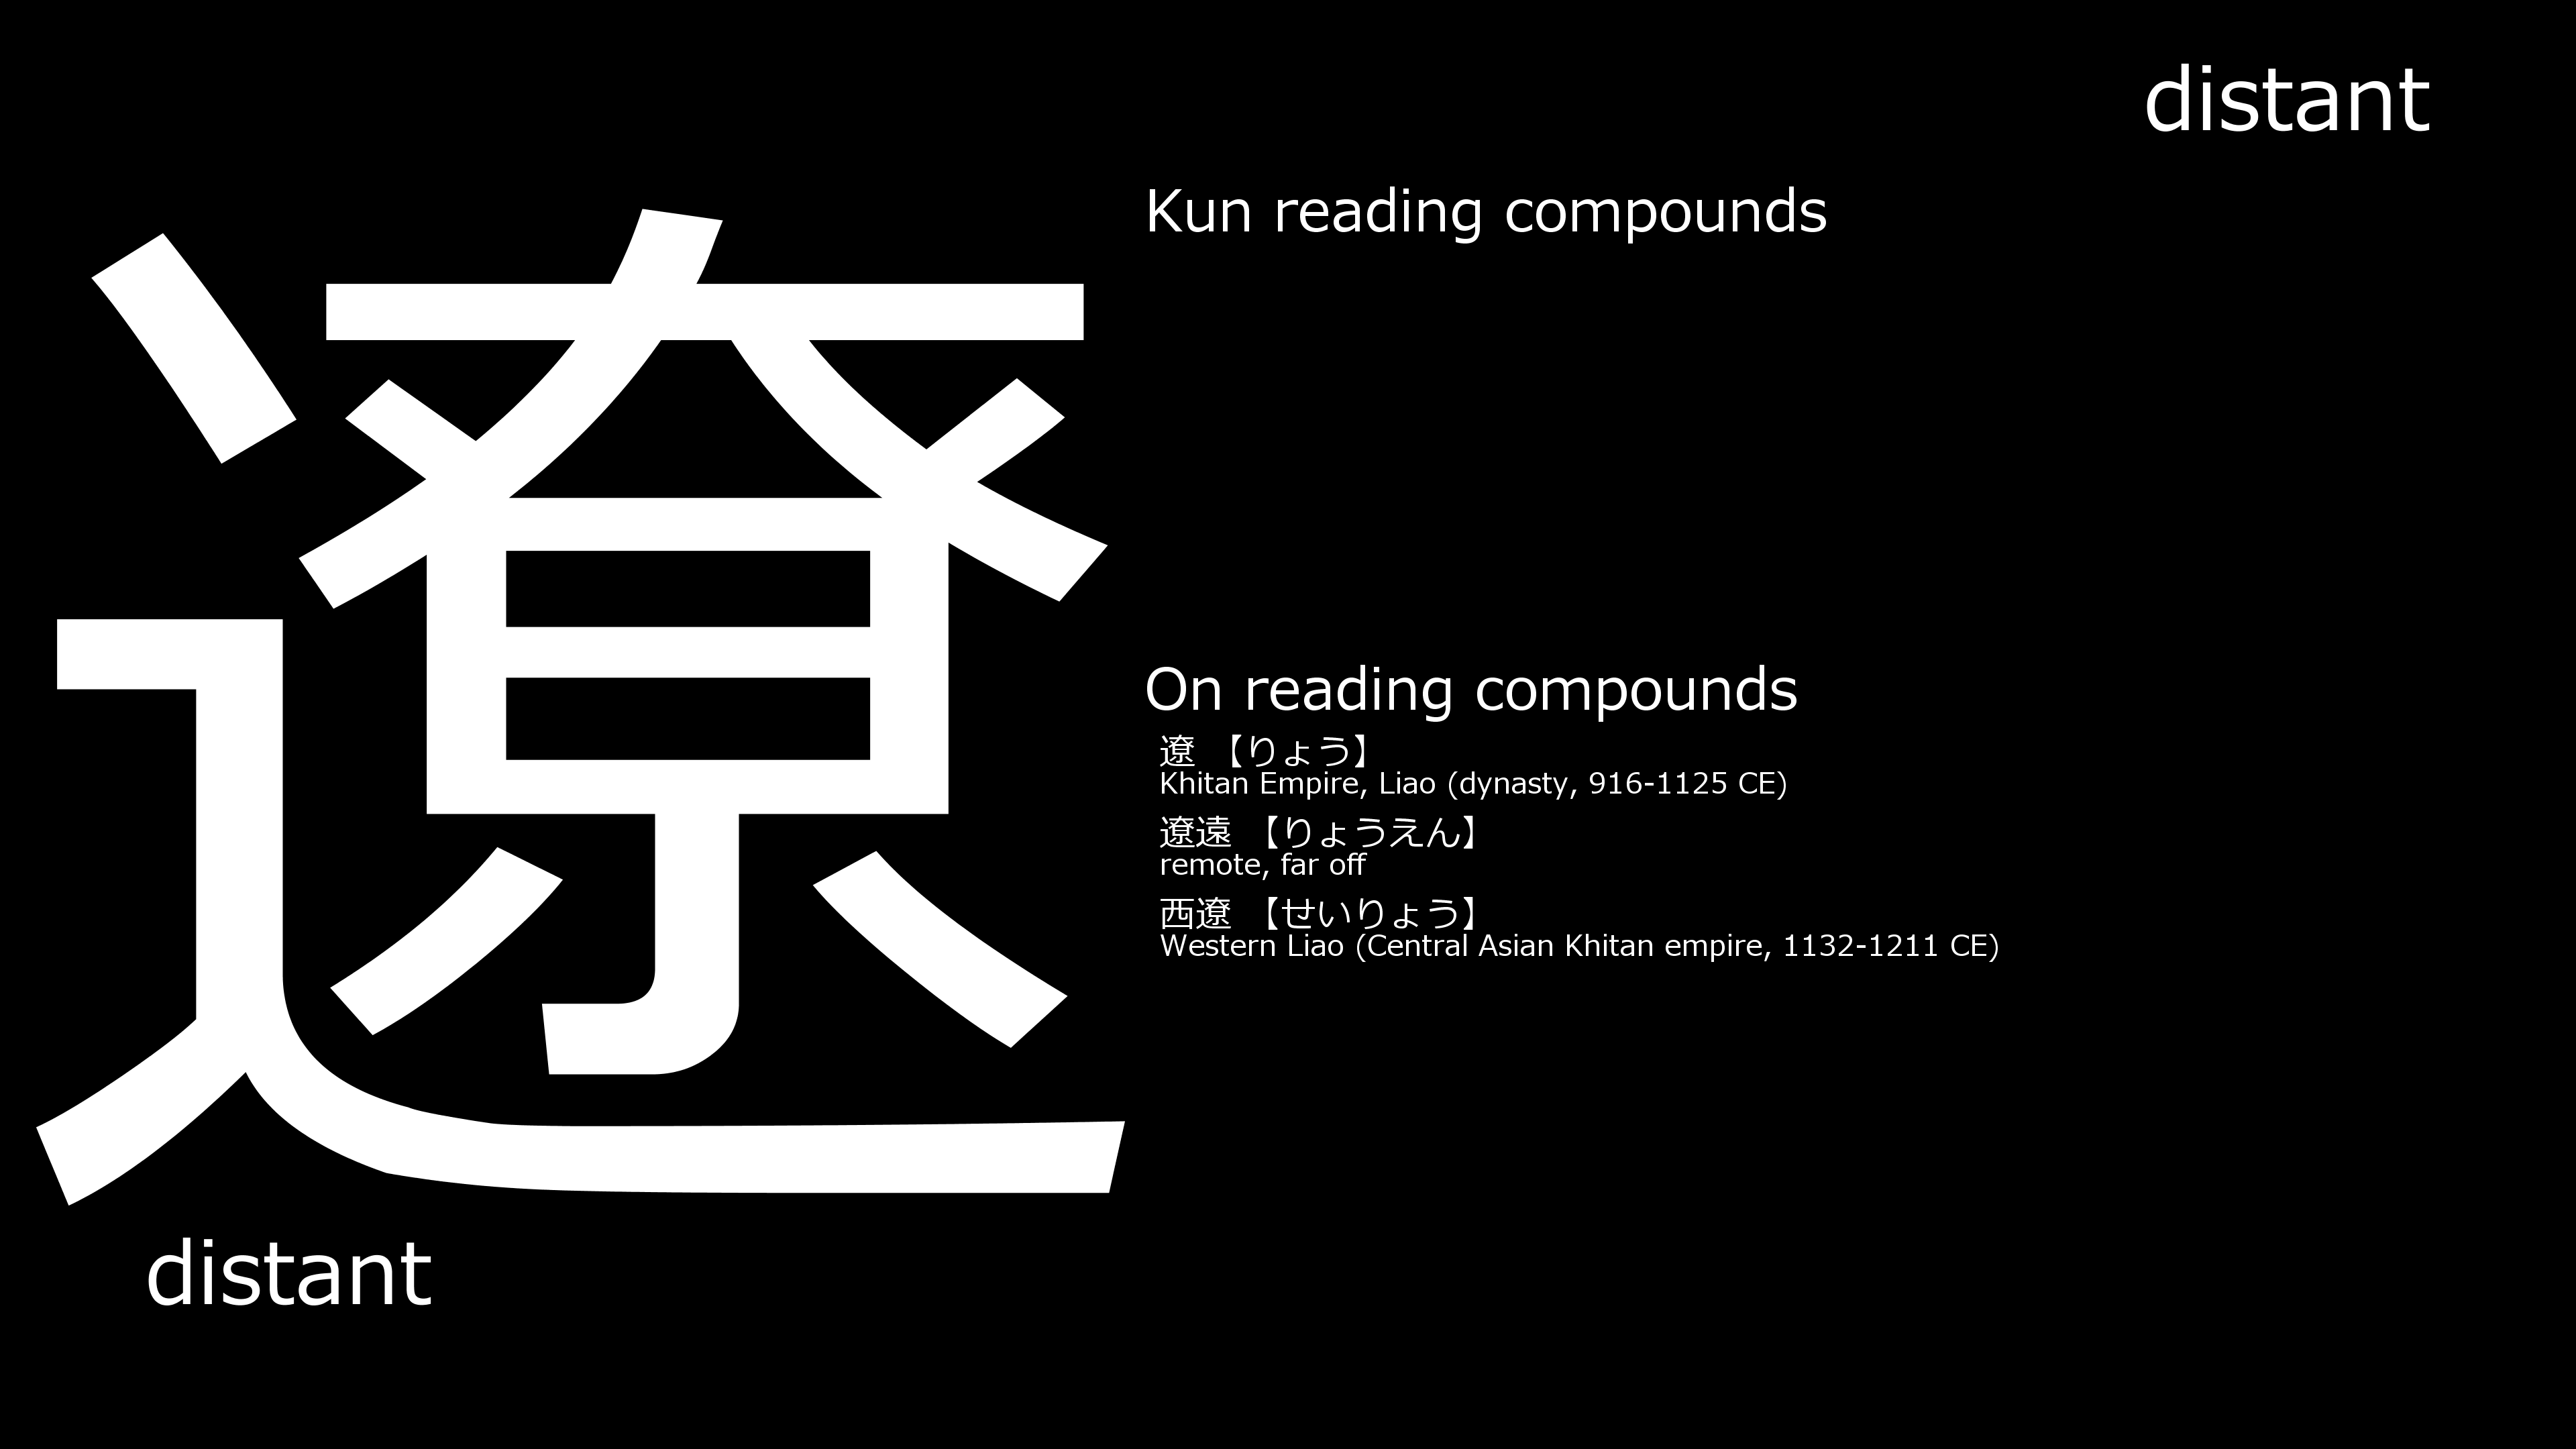 distant
遼
Kun reading compounds
On reading compounds
遼 【りょう】
Khitan Empire, Liao (dynasty, 916-1125 CE)
遼遠 【りょうえん】
remote, far off
西遼 【せいりょう】
Western Liao (Central Asian Khitan empire, 1132-1211 CE)
distant